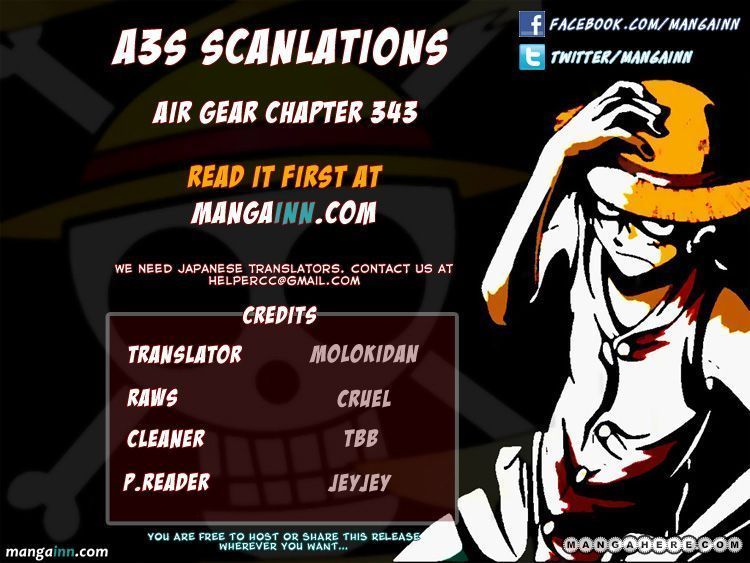 A3S SCANLATIONS
FACEBOOK.COM/MANGAINN
TWITTER/MANGAINN
AIR GEAR CHAPTER 343
READ IT FIRST AT
MANGAINN.COM
WE NEED JAPANESE TRANSLATORS. CONTACT US AT
HELPERCC@GMAIL.COM
CREDITS
TRANSLATOR MOLOKIDAN
RAWS CRUEL
CLEANER TBB
P.READER JEYJEY
YOU ARE FREE TO HOST OR SHARE THIS RELEASE
WHEREVER YOU WANT...
mangainn.com
MANGAHERE.COM